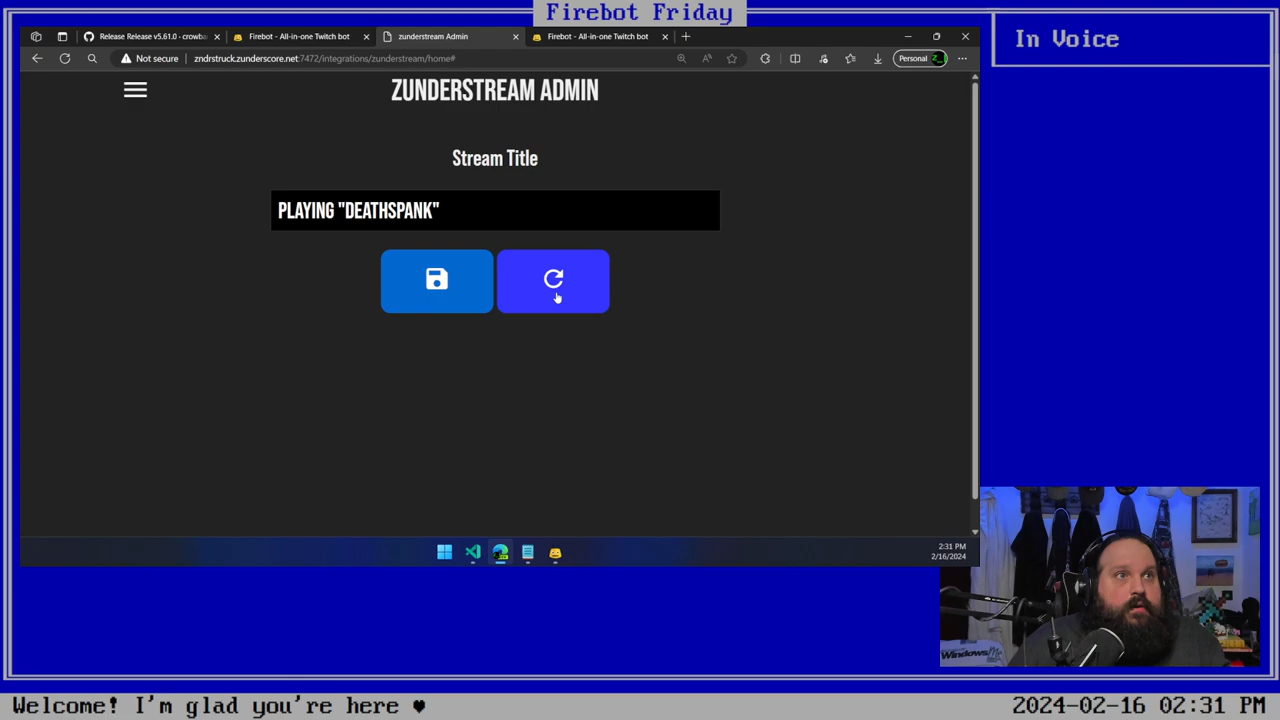 Firebot Friday
Release Release v5.61.0 · crowba
Firebot - All-in-one Twitch bot
zunderstream Admin
Firebot - All-in-one Twitch bot
Not secure
zndrstruck.zunderscore.net:7472/integrations/zunderstream/home#
Personal
In Voice
ZUNDERSTREAM ADMIN
Stream Title
PLAYING "DEATHSPANK"
2:31 PM
2/16/2024
Windows Me
Welcome! I'm glad you're here ♥
2024-02-16 02:31 PM